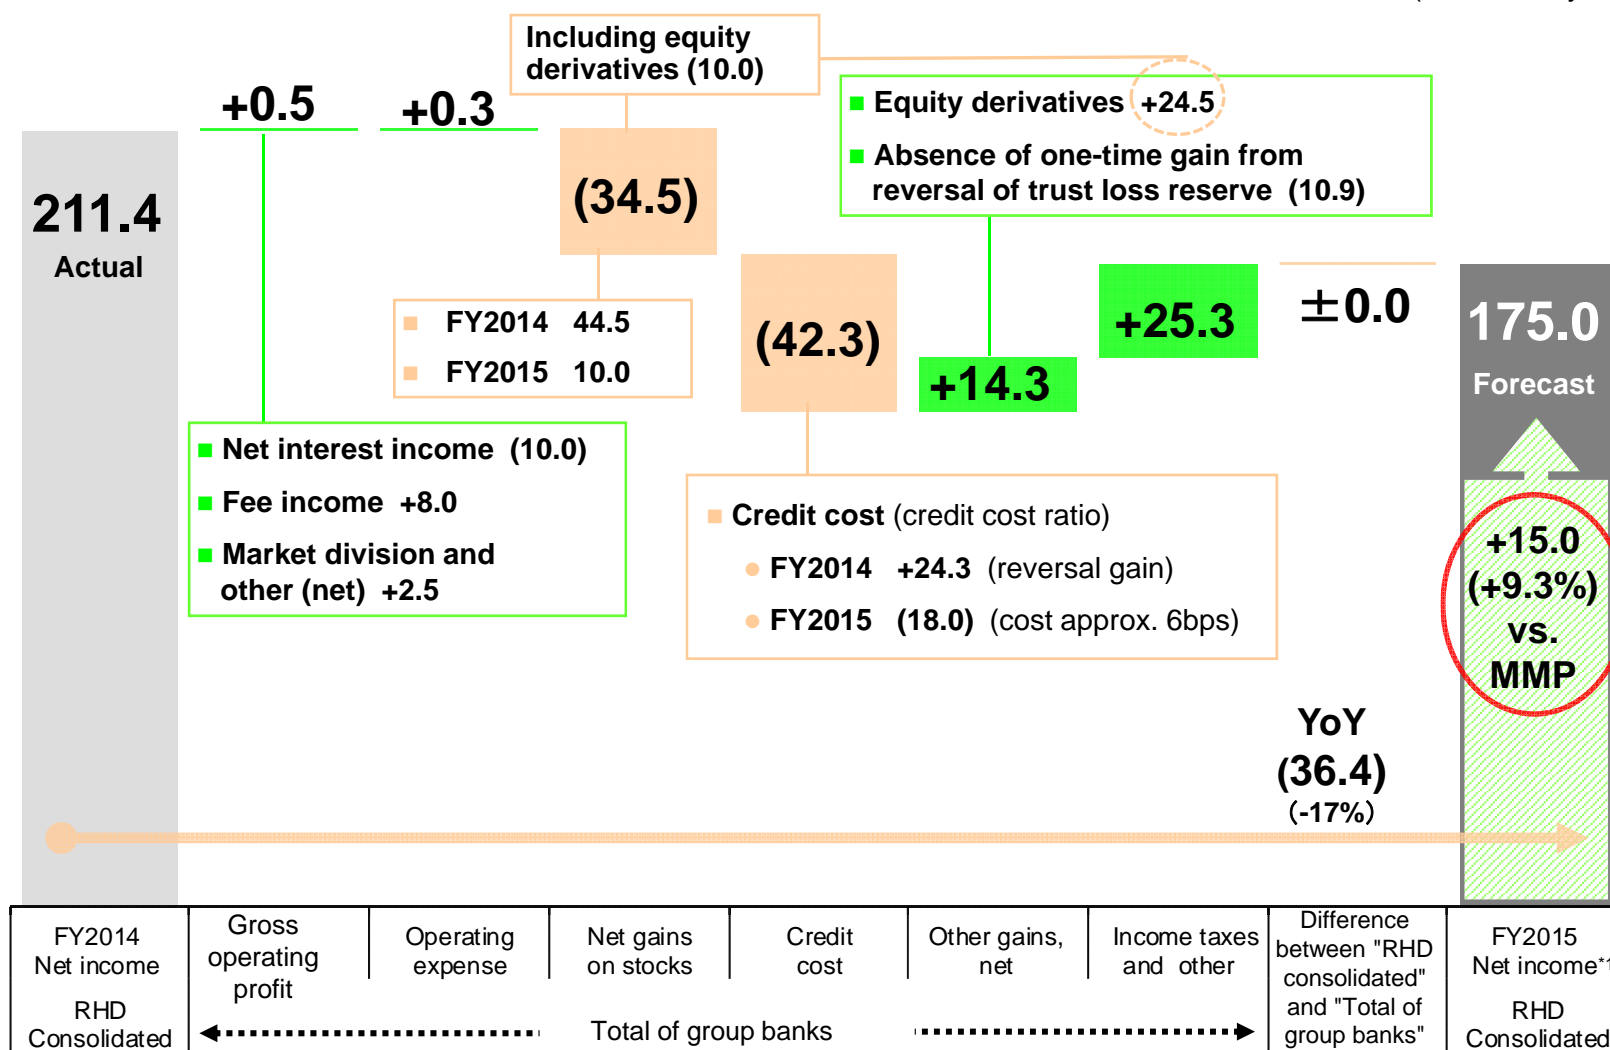 Including equity
derivatives (10.0)
+0.5
+0.3
Equity derivatives +24.5
Absence of one-time gain from
reversal of trust loss reserve (10.9)
211.4
Actual
(34.5)
FY2014 44.5
FY2015 10.0
(42.3)
+14.3
+25.3
±0.0
175.0
Forecast
Net interest income (10.0)
Fee income +8.0
Market division and
other (net) +2.5
Credit cost (credit cost ratio)
FY2014 +24.3 (reversal gain)
FY2015 (18.0) (cost approx. 6bps)
+15.0
(+9.3%)
vs.
MMP
YoY
(36.4)
(-17%)
FY2014
Net income
RHD
Consolidated
Gross
operating
profit
Operating
expense
Net gains
on stocks
Credit
cost
Other gains,
net
Income taxes
and other
Total of group banks
Difference
between "RHD
consolidated"
and "Total of
group banks"
FY2015
Net income*1
RHD
Consolidated